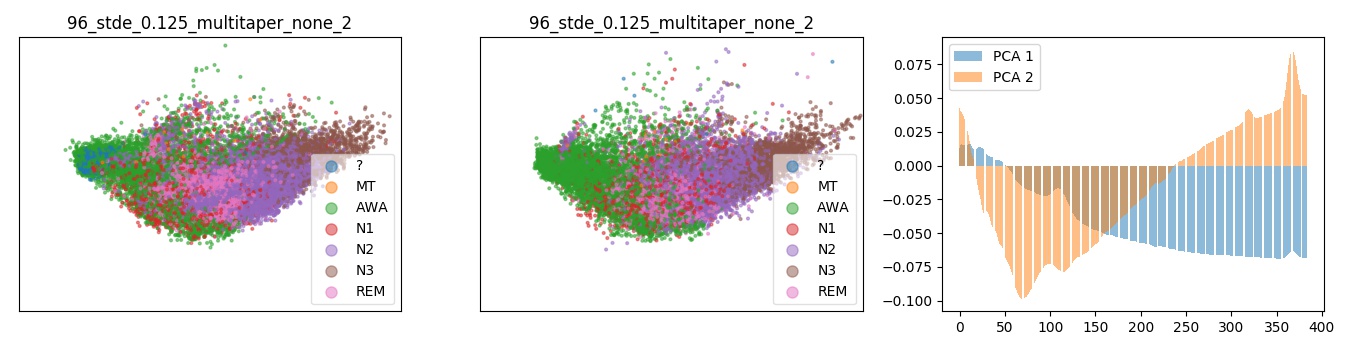 96_stde_0.125_multitaper_none_2
?
MT
AWA
N1
N2
N3
REM
96_stde_0.125_multitaper_none_2
?
MT
AWA
N1
N2
N3
REM
PCA 1
PCA 2
0.075
0.050
0.025
0.000
−0.025
−0.050
−0.075
−0.100
0 50 100 150 200 250 300 350 400